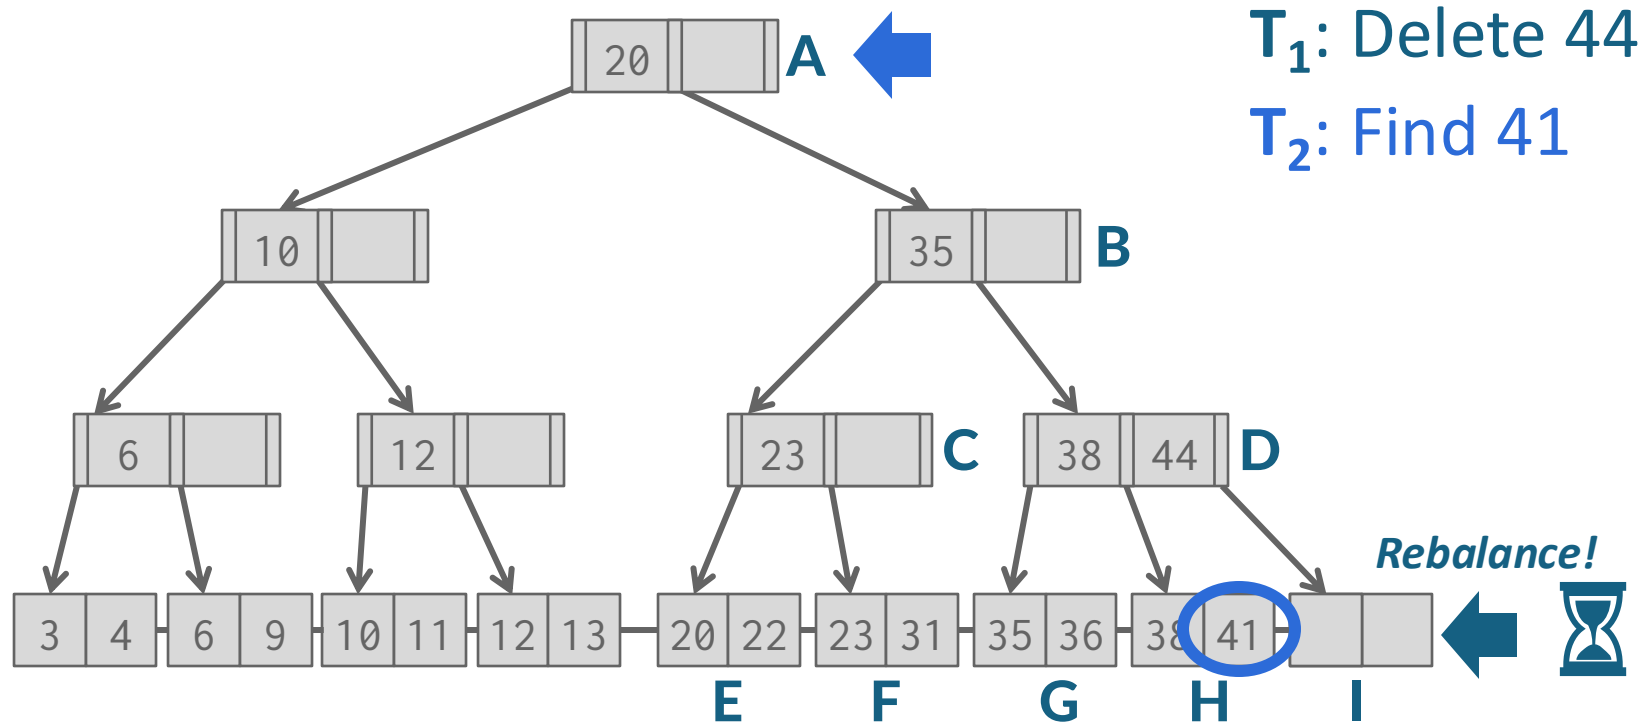 T1: Delete 44
T2: Find 41
20 A
10
35 B
6
12
23 C
38 44 D
Rebalance!
3 4 6 9 10 11 12 13 20 22 23 31 35 36 38 41
E F G H I